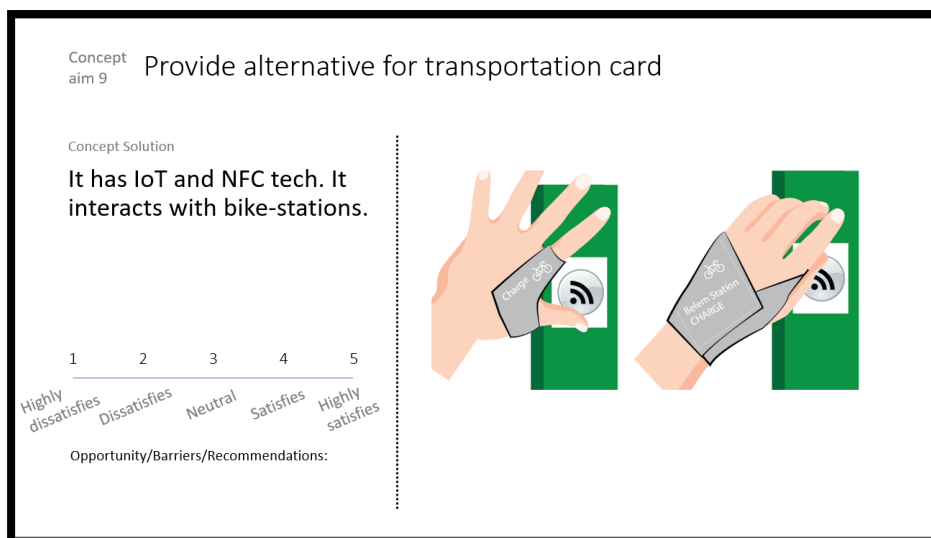 Concept
aim 9
Provide alternative for transportation card
Concept Solution
It has IoT and NFC tech. It
interacts with bike-stations.
1 2 3 4 5
Highly
dissatisfies
Dissatisfies
Neutral
Satisfies
Highly
satisfies
Opportunity/Barriers/Recommendations:
Charge
Belem Station
CHARGE